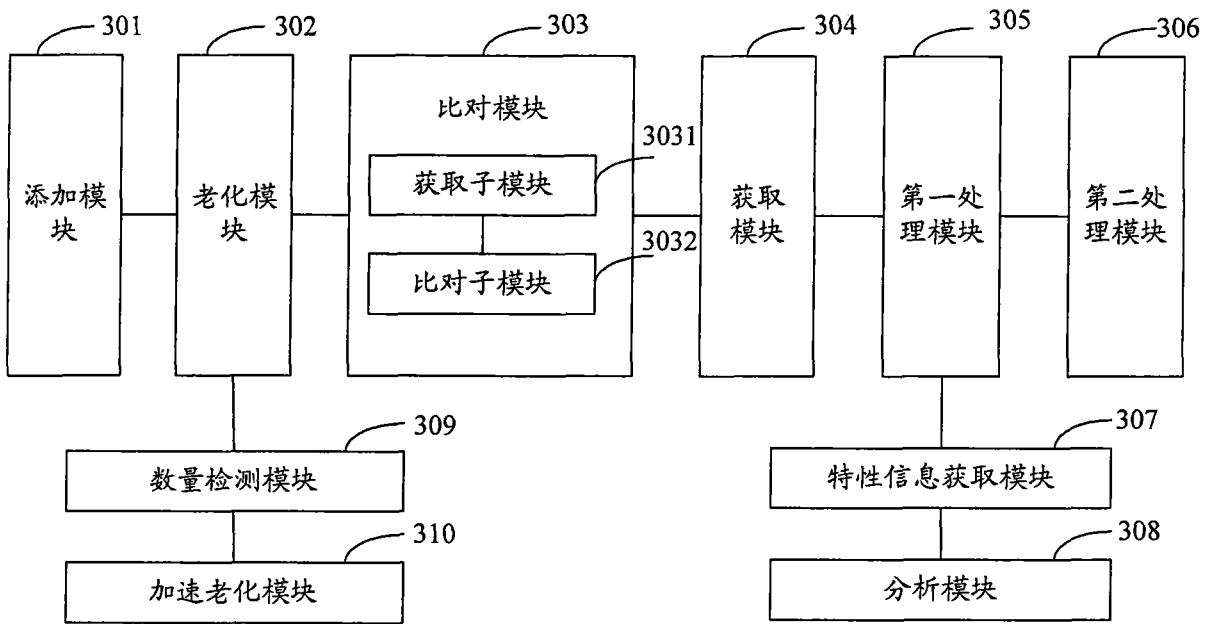 301
302
303
304
305
306
添加模
块
老化模
块
比对模块
3031
获取子模块
3032
比对子模块
获取
模块
第一处
理模块
第二处
理模块
309
数量检测模块
310
加速老化模块
307
特性信息获取模块
308
分析模块